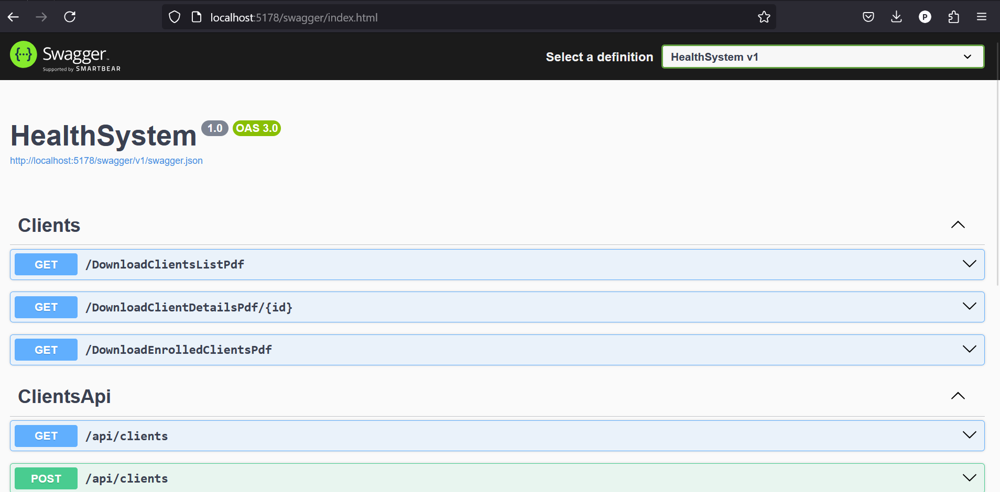 localhost:5178/swagger/index.html
P
{···} Swagger™
Supported by SMARTBEAR
Select a definition
HealthSystem v1
HealthSystem 1.0 OAS 3.0
http://localhost:5178/swagger/v1/swagger.json
Clients
GET /DownloadClientsListPdf
GET /DownloadClientDetailsPdf/{id}
GET /DownloadEnrolledClientsPdf
ClientsApi
GET /api/clients
POST /api/clients